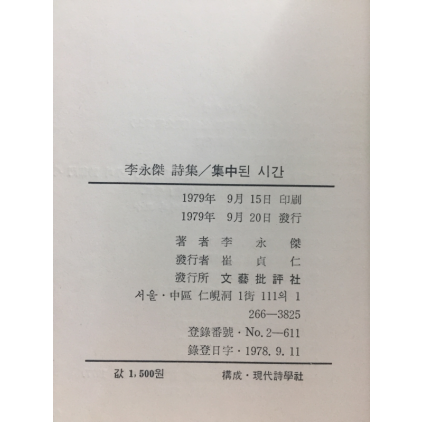 李永傑 詩集／集中된 시간
1979年 9月 15日 印刷
1979年 9月 20日 發行
著者 李永傑
發行者 崔貞仁
發行所 文藝批評社
서울·中區 仁峴洞 1街 111의 1
266—3825
登錄番號·No.2—611
錄登日字·1978.9.11
값 1,500원 構成·現代詩學社